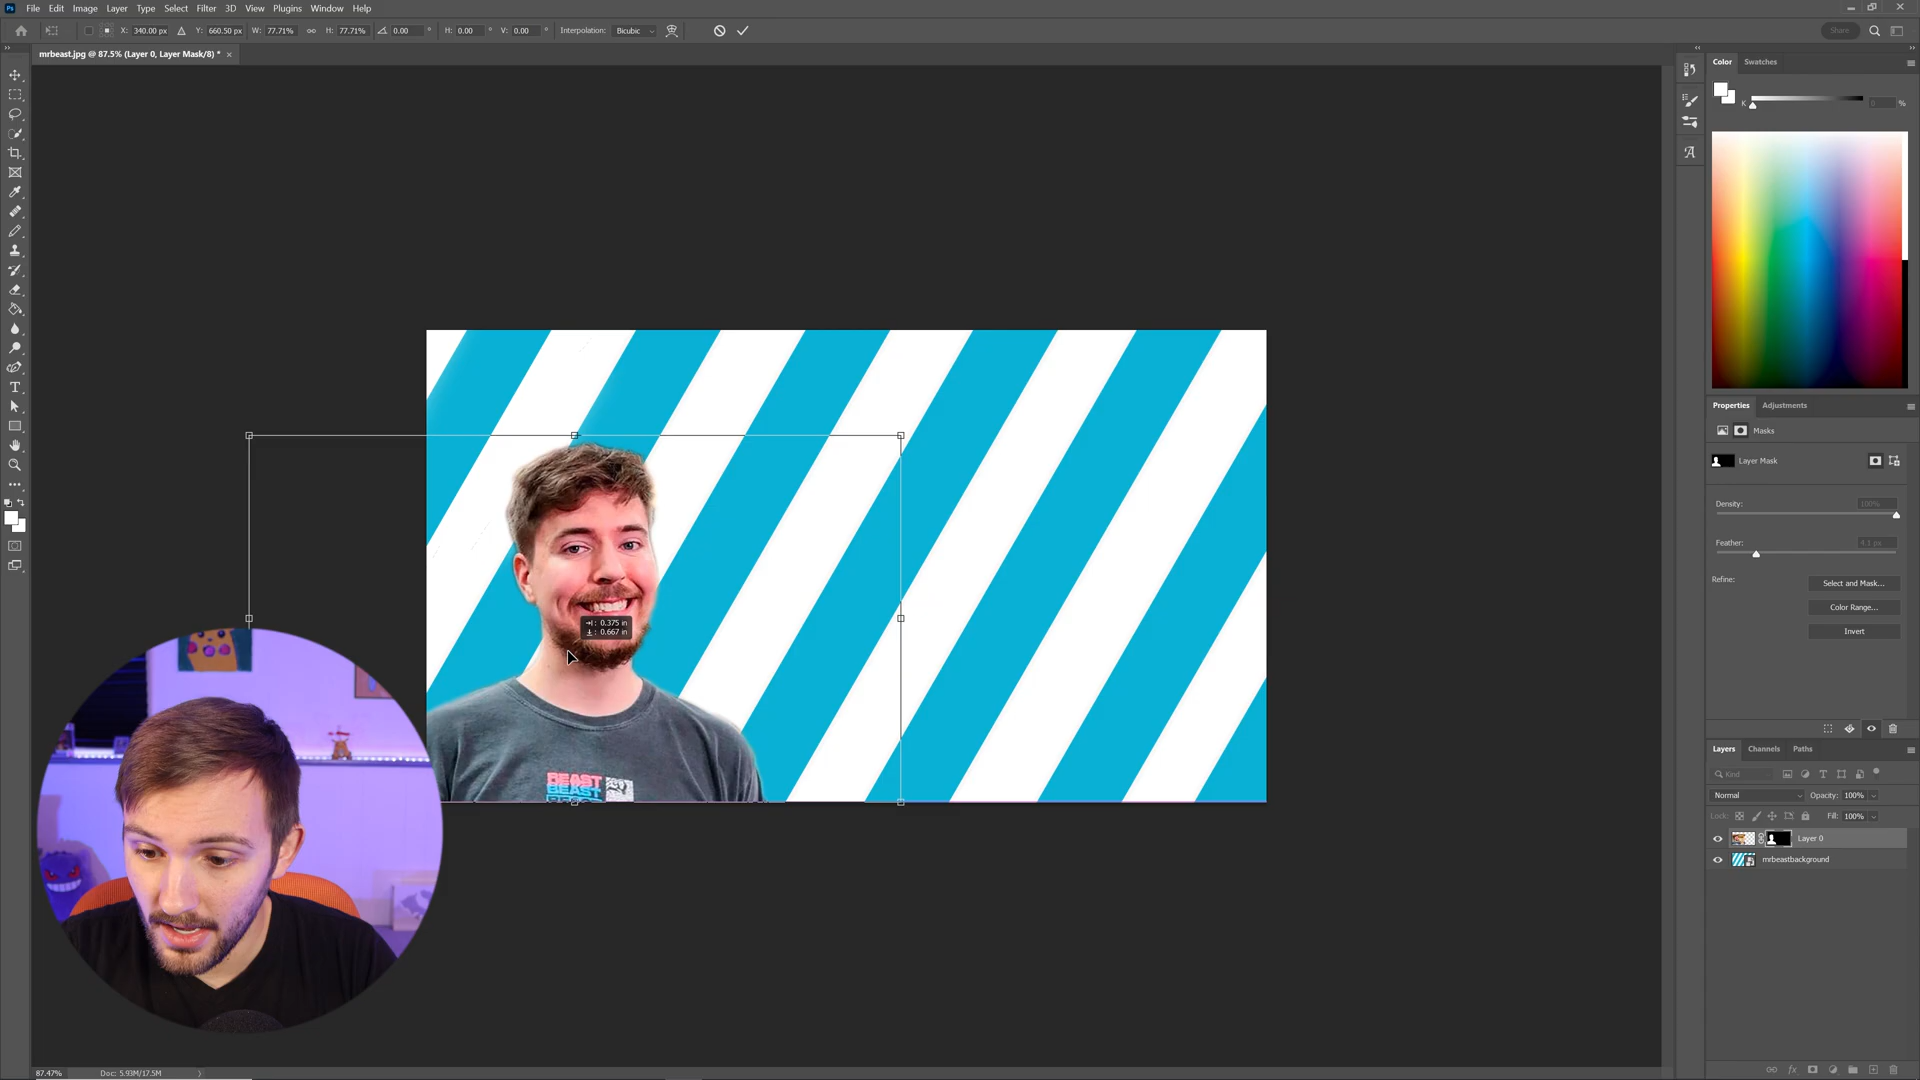 Ps File Edit Image Layer Type Select Filter 3D View Plugins Window Help
X: 340.00 px Y: 660.50 px W: 77.71% H: 77.71% 0.00 ° H: 0.00 ° V: 0.00 ° Interpolation: Bicubic Share
mrbeast.jpg @ 87.5% (Layer 0, Layer Mask/8) * ×
Color Swatches
K 0 %
Properties Adjustments
Masks
Layer Mask
Density: 100%
Feather: 4.1 px
Refine: Select and Mask...
Color Range...
Invert
: 0.375 in
: 0.667 in
BEAST
BEAST
Layers Channels Paths
Kind
Normal Opacity: 100%
Lock: Fill: 100%
Layer 0
mrbeastbackground
87.47% Doc: 5.93M/17.5M